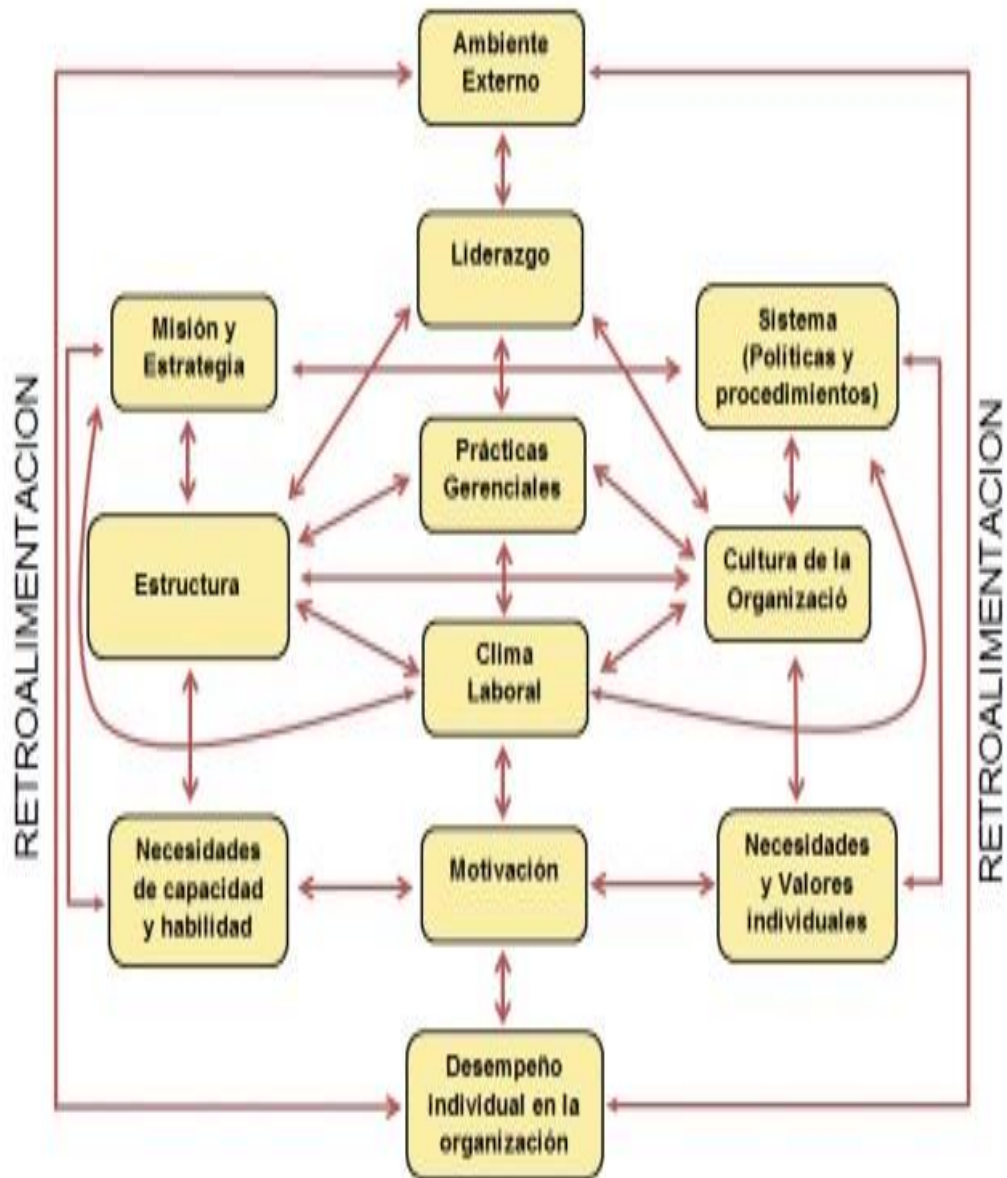 Ambiente
Externo
Liderazgo
Misión y
Estrategia
Sistema
(Políticas y
procedimientos)
Prácticas
Gerenciales
Estructura
Cultura de la
Organizació
Clima
Laboral
Necesidades
de capacidad
y habilidad
Motivación
Necesidades
y Valores
individuales
Desempeño
individual en la
organización
RETROALIMENTACION
RETROALIMENTACION